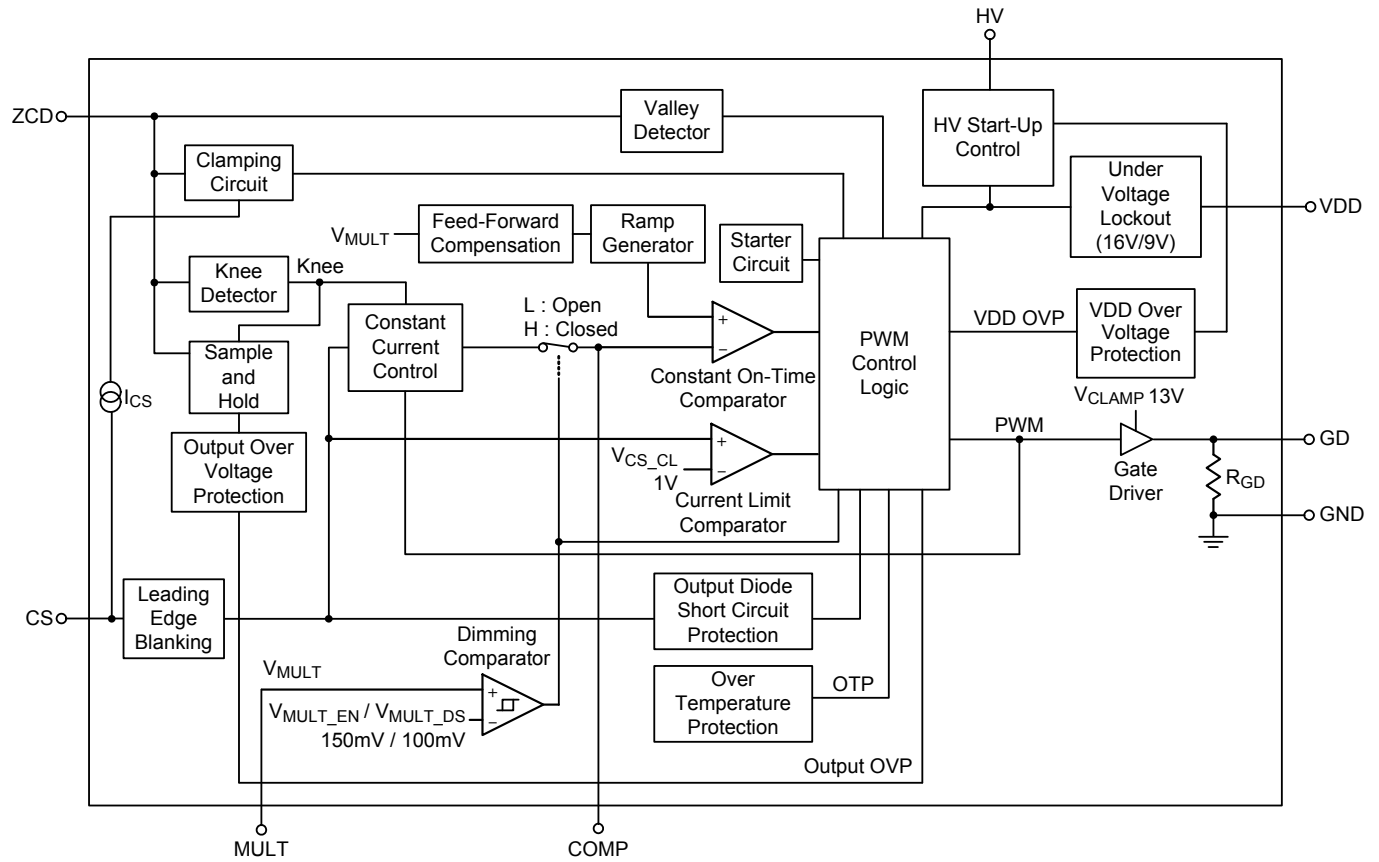 HV
ZCD
Valley
Detector
HV Start-Up
Control
Clamping
Circuit
Under
Voltage
Lockout
(16V/9V)
VDD
VMULT
Feed-Forward
Compensation
Ramp
Generator
Starter
Circuit
Knee
Detector
Knee
L : Open
H : Closed
Constant
Current
Control
+
−
Constant On-Time
Comparator
PWM
Control
Logic
VDD OVP
VDD Over
Voltage
Protection
Sample
and
Hold
ICS
VCLAMP 13V
PWM
GD
Gate
Driver
RGD
GND
Output Over
Voltage
Protection
VCS_CL
1V
+
−
Current Limit
Comparator
CS
Leading
Edge
Blanking
Output Diode
Short Circuit
Protection
Dimming
Comparator
VMULT
+
−
VMULT_EN / VMULT_DS
150mV / 100mV
Over
Temperature
Protection
OTP
Output OVP
MULT
COMP